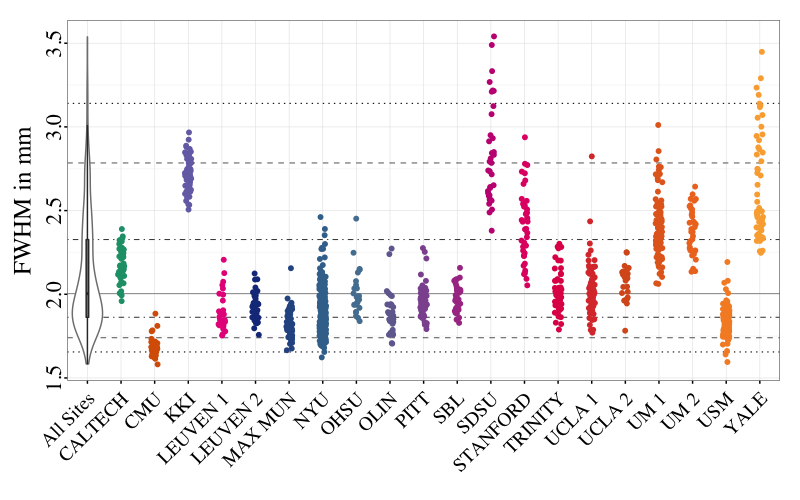 FWHM in mm
3.5
3.0
2.5
2.0
1.5
All Sites
CALTECH
CMU
KKI
LEUVEN 1
LEUVEN 2
MAX MUN
NYU
OHSU
OLIN
PITT
SBL
SDSU
STANFORD
TRINITY
UCLA 1
UCLA 2
UM 1
UM 2
USM
YALE